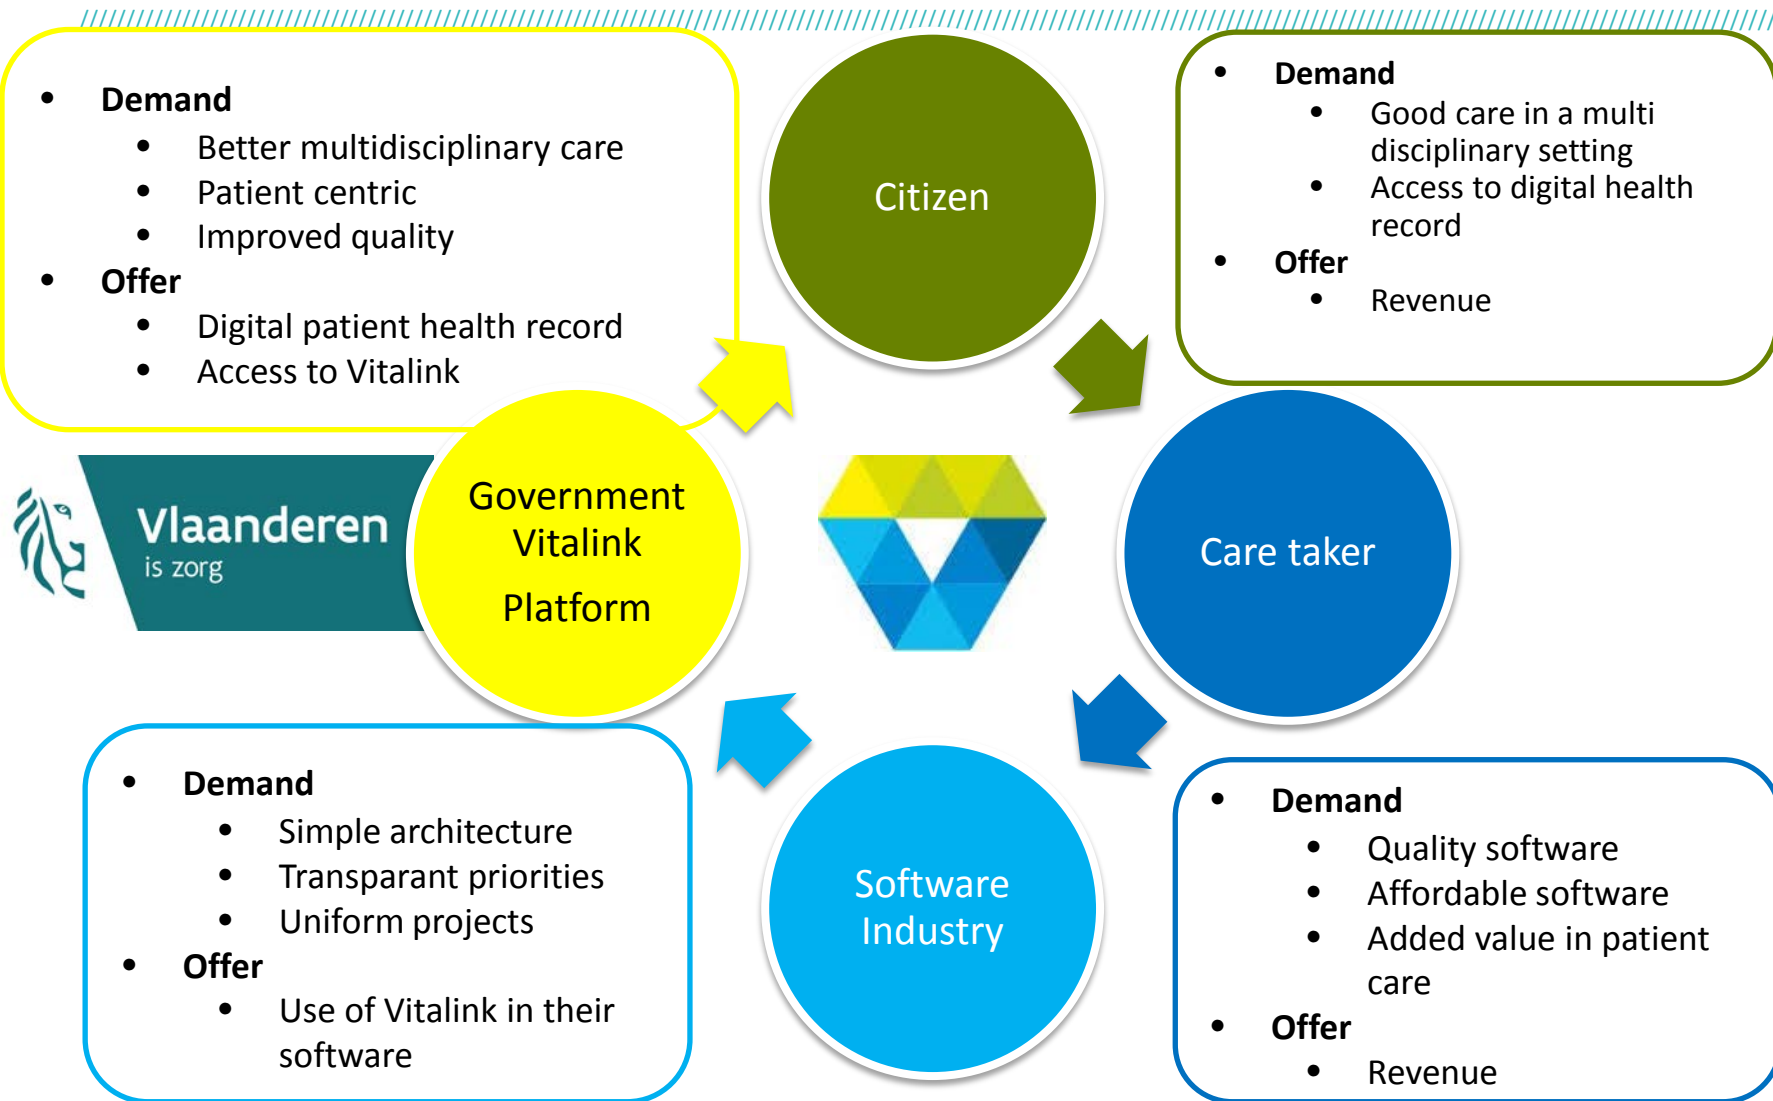 • Demand
• Better multidisciplinary care
• Patient centric
• Improved quality
• Offer
• Digital patient health record
• Access to Vitalink
Citizen
• Demand
• Good care in a multi
disciplinary setting
• Access to digital health
record
• Offer
• Revenue
Vlaanderen
is zorg
Government
Vitalink
Platform
Care taker
• Demand
• Simple architecture
• Transparant priorities
• Uniform projects
• Offer
• Use of Vitalink in their
software
Software
Industry
• Demand
• Quality software
• Affordable software
• Added value in patient
care
• Offer
• Revenue